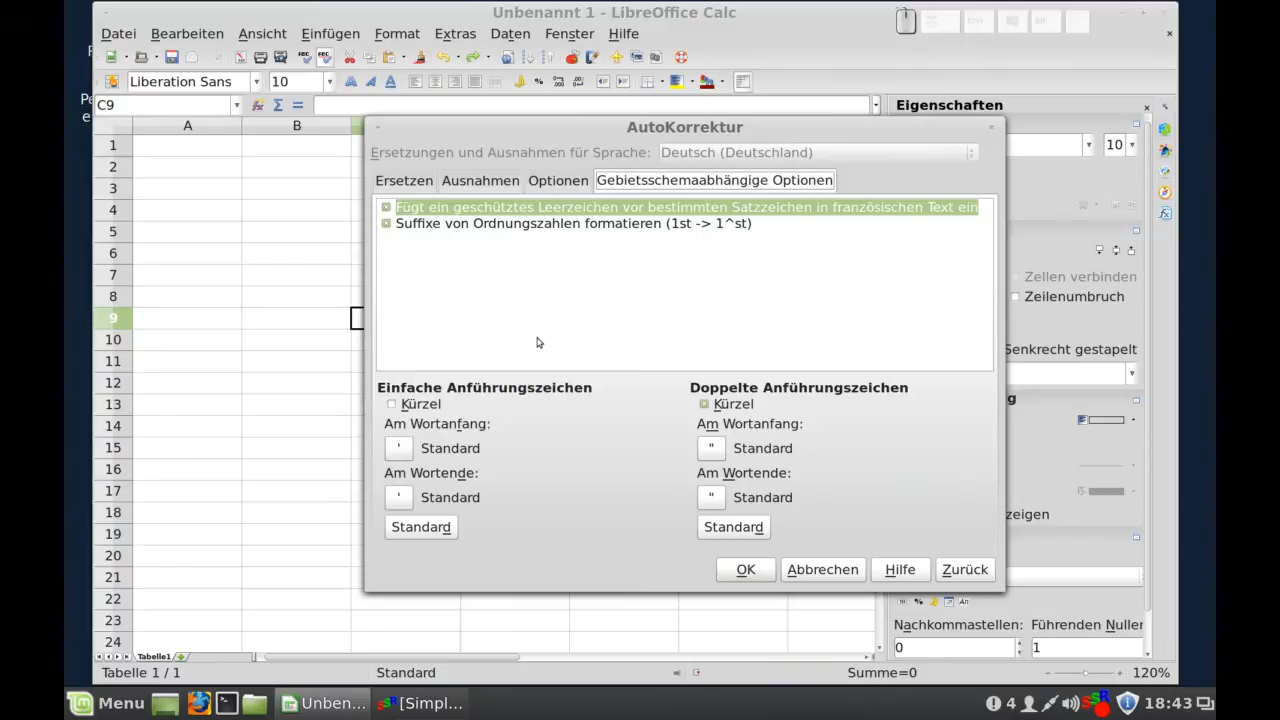 Unbenannt 1 - LibreOffice Calc
Datei Bearbeiten Ansicht Einfügen Format Extras Daten Fenster Hilfe
Liberation Sans 10
C9
Eigenschaften
A B
AutoKorrektur
Ersetzungen und Ausnahmen für Sprache: Deutsch (Deutschland)
10
Ersetzen Ausnahmen Optionen Gebietsschemaabhängige Optionen
Fügt ein geschütztes Leerzeichen vor bestimmten Satzzeichen in französischen Text ein
Suffixe von Ordnungszahlen formatieren (1st -> 1^st)
Zellen verbinden
Zeilenumbruch
Senkrecht gestapelt
Einfache Anführungszeichen Doppelte Anführungszeichen
Kürzel Kürzel
Am Wortanfang: Am Wortanfang:
' Standard " Standard
Am Wortende: Am Wortende:
' Standard " Standard
zeigen
Standard Standard
OK Abbrechen Hilfe Zurück
1
2
3
4
5
6
7
8
9
10
11
12
13
14
15
16
17
18
19
20
21
22
23
24
Nachkommastellen: Führenden Nuller
0 1
Tabelle1
Tabelle 1 / 1 Standard Summe=0 120%
Menu Unben... [Simpl... 4 18:43